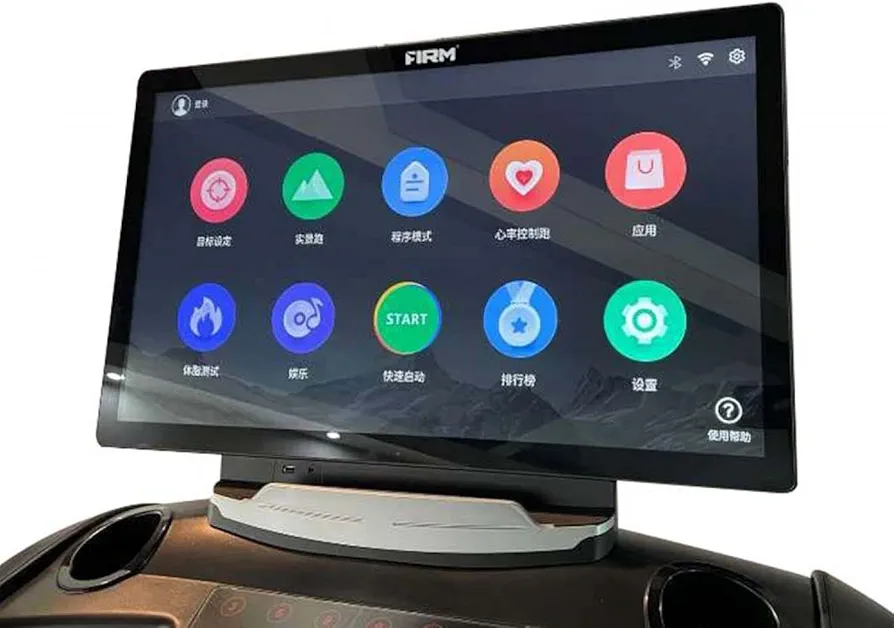 FIRM
登录
目标设定
实景跑
程序模式
心率控制跑
应用
体脂测试
娱乐
START
快速启动
排行榜
设置
?
使用帮助
3
6